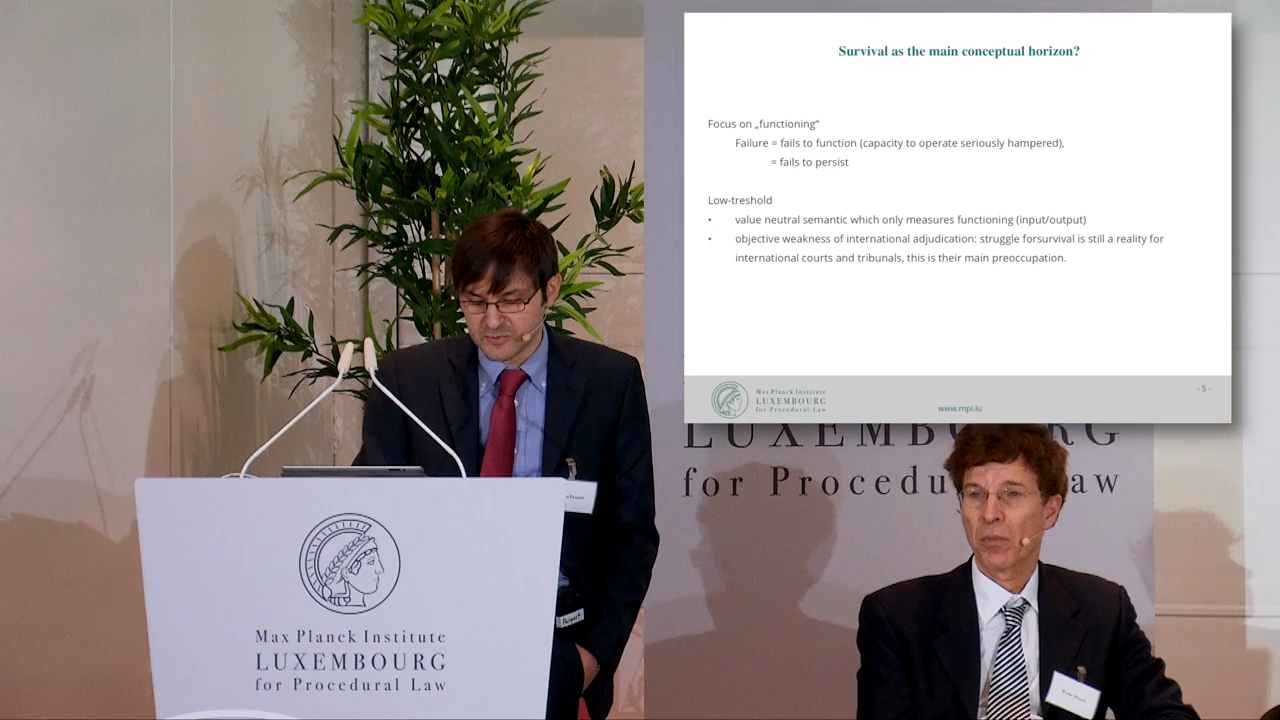 Survival as the main conceptual horizon?
Focus on „functioning“
Failure = fails to function (capacity to operate seriously hampered),
= fails to persist
Low-treshold
• value neutral semantic which only measures functioning (input/output)
• objective weakness of international adjudication: struggle forsurvival is still a reality for
international courts and tribunals, this is their main preoccupation.
Max Planck Institute
LUXEMBOURG
for Procedural Law
www.mpi.lu
- 5 -
LUXEMBOURG
for Procedu aw
Max Planck Institute
LUXEMBOURG
for Procedural Law